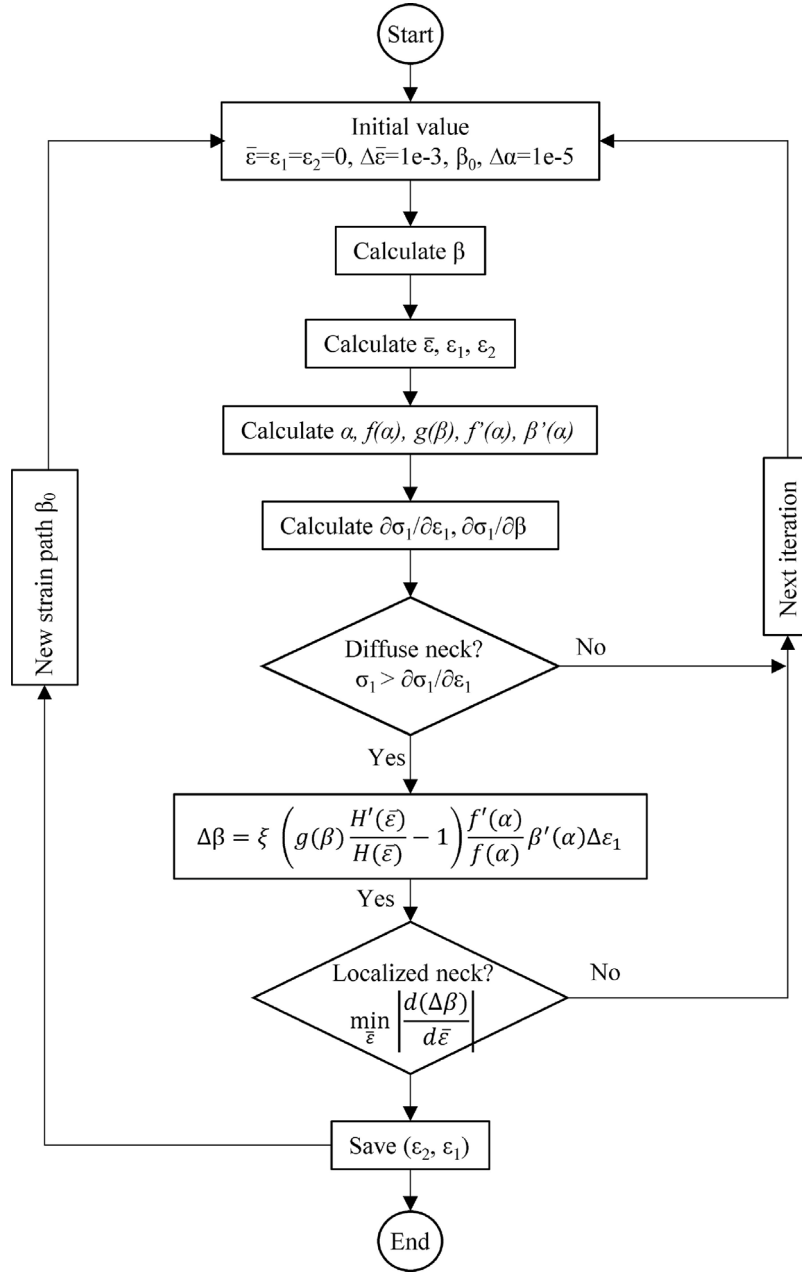 Start
Initial value
ε̄=ε₁=ε₂=0, Δε̄=1e-3, β₀, Δα=1e-5
Calculate β
Calculate ε̄, ε₁, ε₂
Calculate α, f(α), g(β), f’(α), β’(α)
Calculate ∂σ₁/∂ε₁, ∂σ₁/∂β
New strain path β₀
Next iteration
Diffuse neck?
σ₁ > ∂σ₁/∂ε₁
No
Yes
Δβ = ξ (g(β) H′(ε̄)/H(ε̄) − 1) f′(α)/f(α) β′(α)Δε₁
Yes
Localized neck?
min ε̄ |d(Δβ)/dε̄|
No
Save (ε₂, ε₁)
End